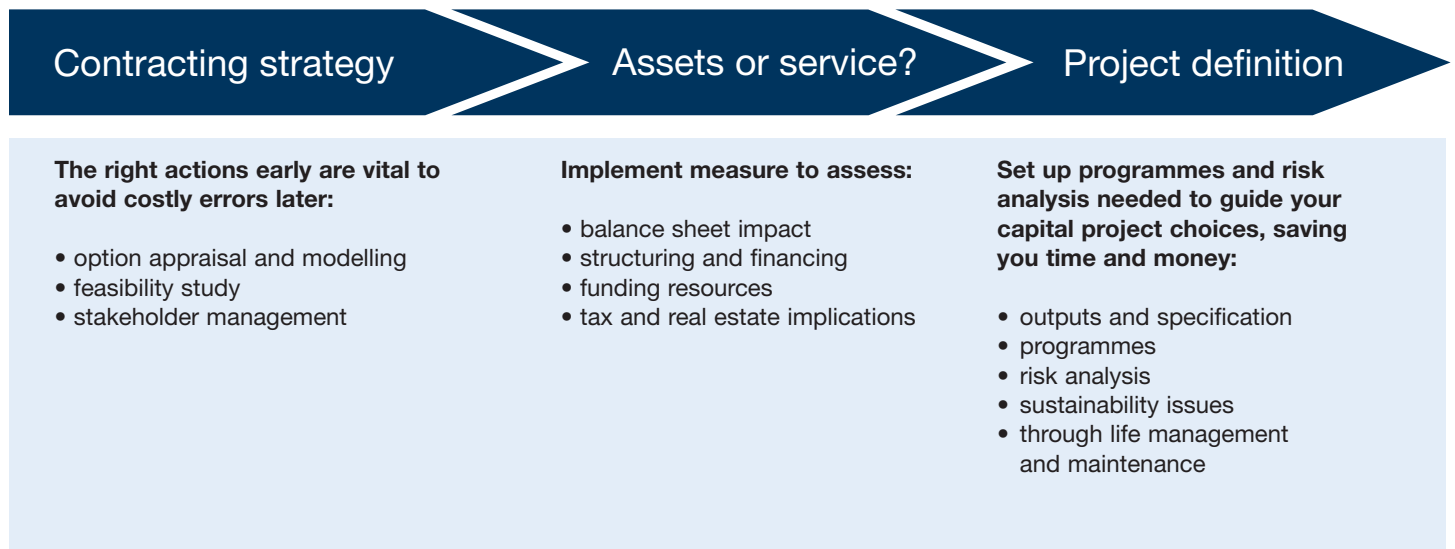 Contracting strategy
Assets or service?
Project definition
The right actions early are vital to
avoid costly errors later:
• option appraisal and modelling
• feasibility study
• stakeholder management
Implement measure to assess:
• balance sheet impact
• structuring and financing
• funding resources
• tax and real estate implications
Set up programmes and risk
analysis needed to guide your
capital project choices, saving
you time and money:
• outputs and specification
• programmes
• risk analysis
• sustainability issues
• through life management
and maintenance